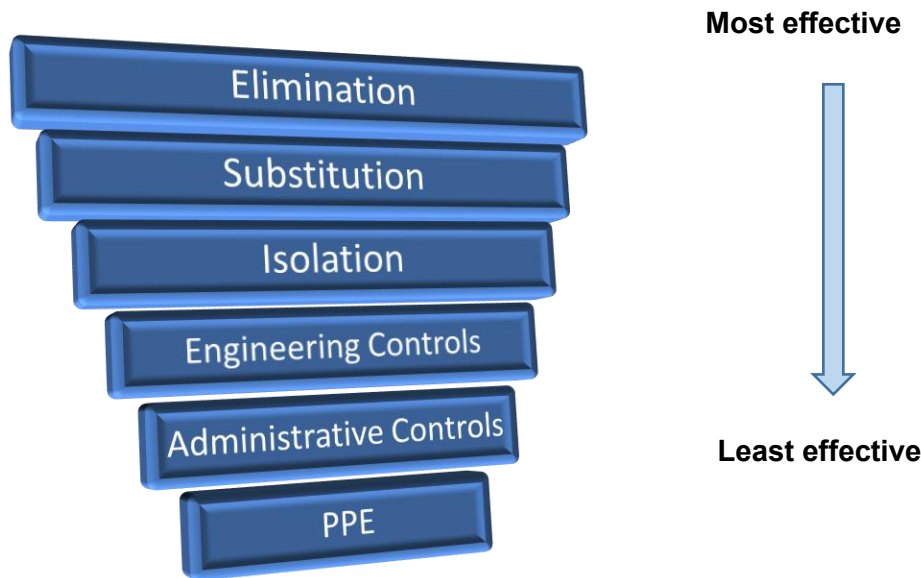 Most effective
Elimination
Substitution
Isolation
Engineering Controls
Administrative Controls
Least effective
PPE